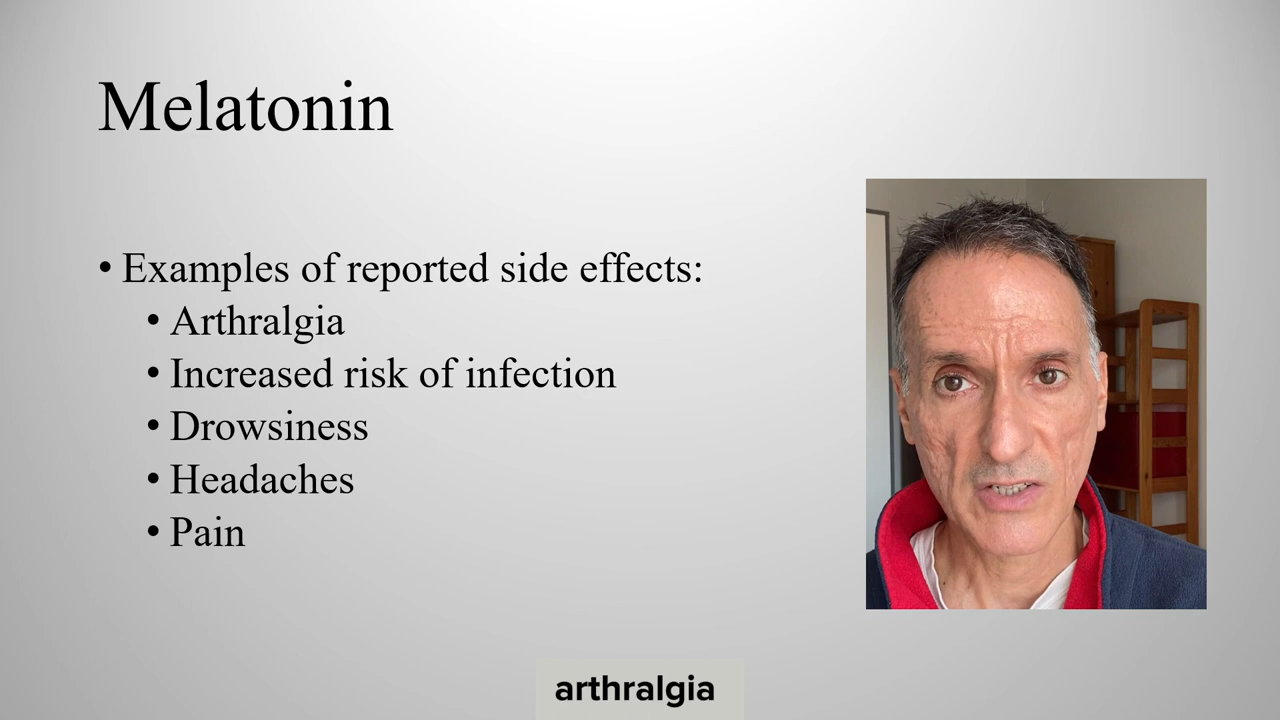 Melatonin
• Examples of reported side effects:
• Arthralgia
• Increased risk of infection
• Drowsiness
• Headaches
• Pain
arthralgia